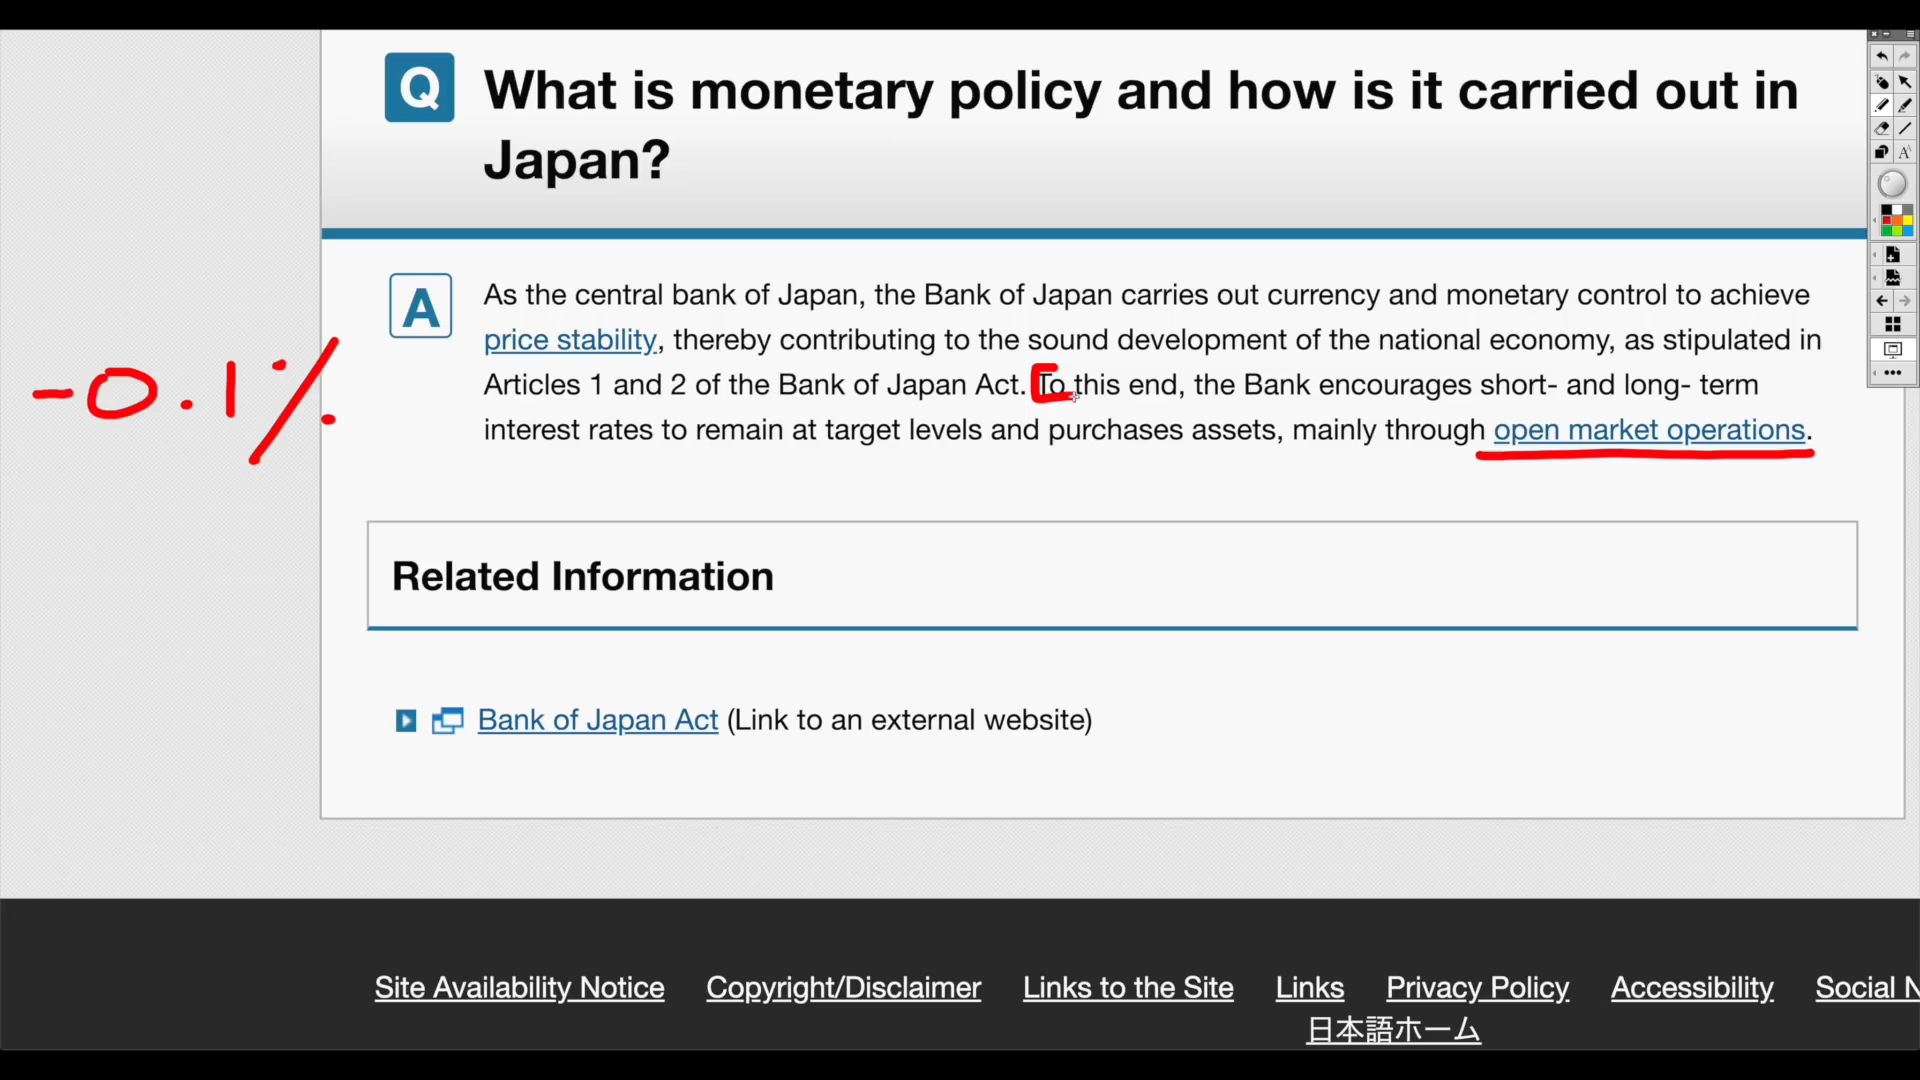 Q What is monetary policy and how is it carried out in
Japan?
A As the central bank of Japan, the Bank of Japan carries out currency and monetary control to achieve
price stability, thereby contributing to the sound development of the national economy, as stipulated in
-0.1% Articles 1 and 2 of the Bank of Japan Act. To this end, the Bank encourages short- and long- term
interest rates to remain at target levels and purchases assets, mainly through open market operations.
Related Information
Bank of Japan Act (Link to an external website)
Site Availability Notice Copyright/Disclaimer Links to the Site Links Privacy Policy Accessibility Social N
日本語ホーム